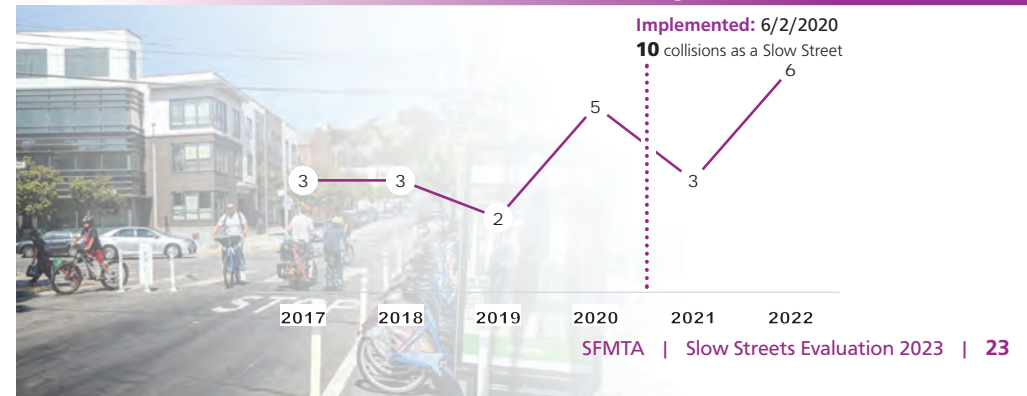 Implemented: 6/2/2020
10 collisions as a Slow Street
6
5
3 3 3
2
STOP
2017 2018 2019 2020 2021 2022
SFMTA | Slow Streets Evaluation 2023 | 23